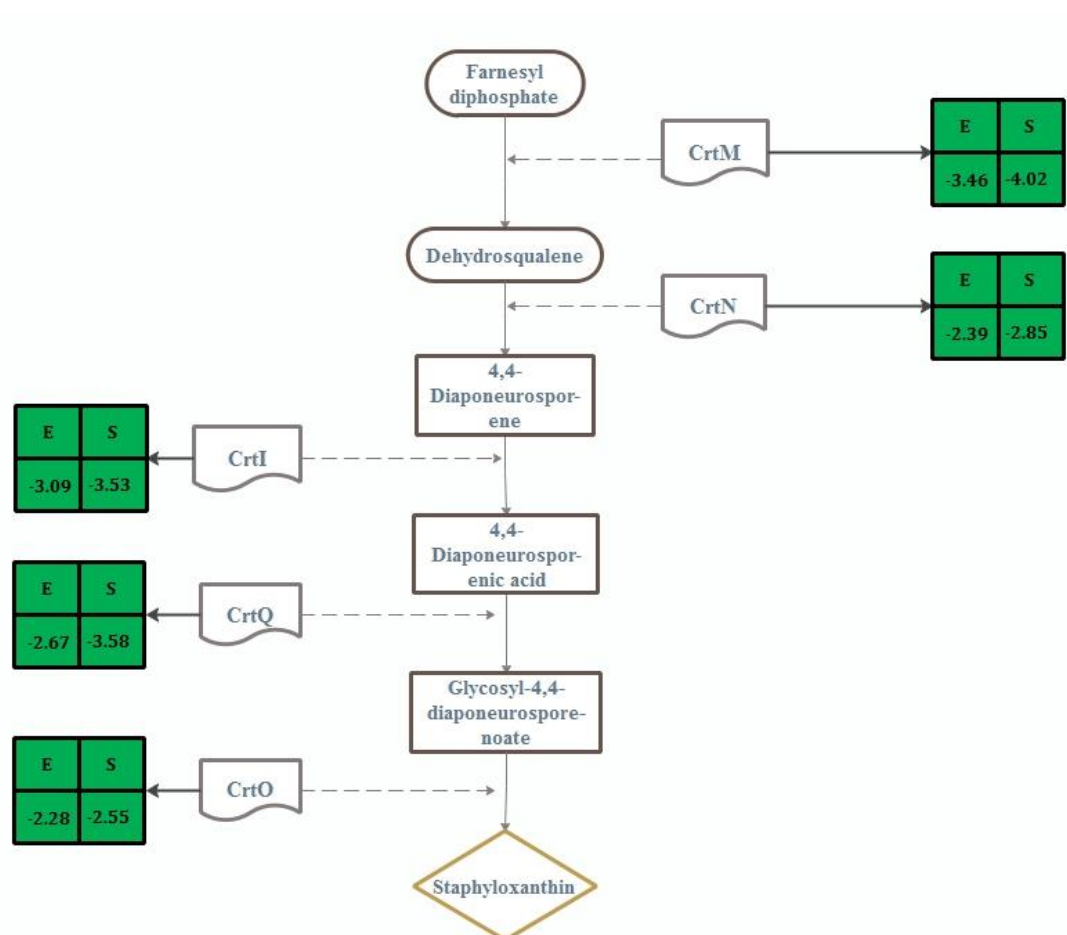 Farnesyl
diphosphate
CrtM
E S
-3.46 -4.02
Dehydrosqualene
CrtN
E S
-2.39 -2.85
4,4-
Diaponeurospor-
ene
E S
-3.09 -3.53
CrtI
4,4-
Diaponeurospor-
enic acid
E S
-2.67 -3.58
CrtQ
Glycosyl-4,4-
diaponeurospore-
noate
E S
-2.28 -2.55
CrtO
Staphyloxanthin